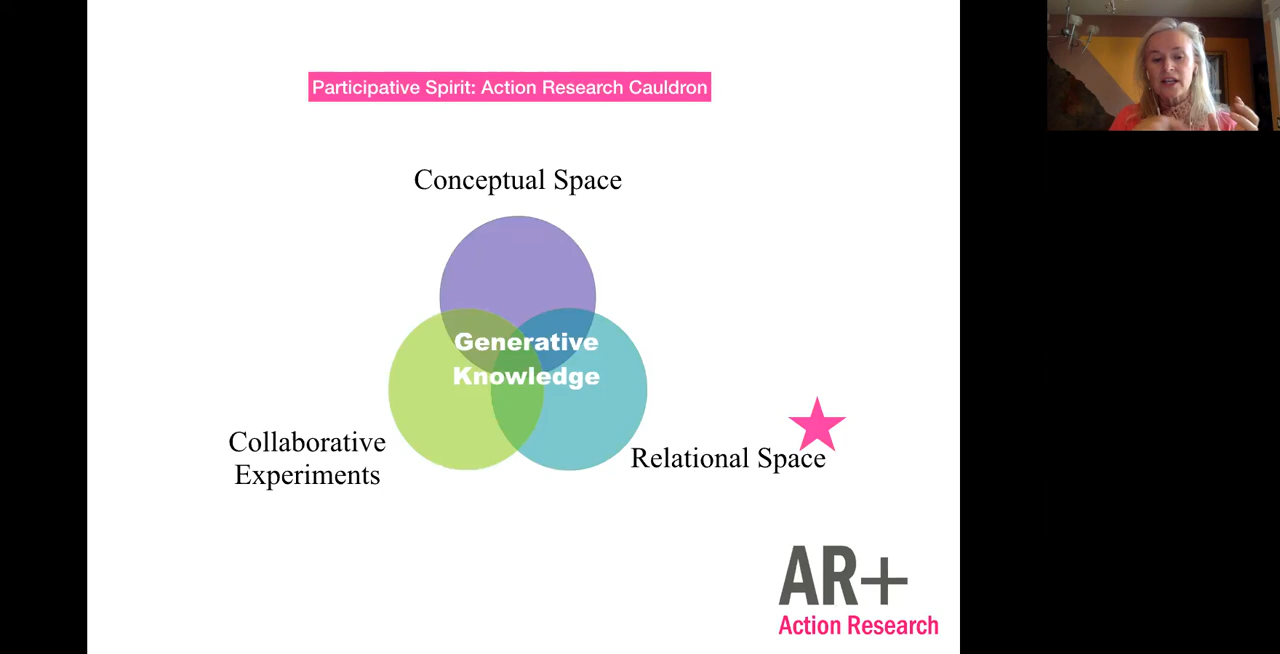 Participative Spirit: Action Research Cauldron
Conceptual Space
Generative
Knowledge
Collaborative
Experiments
Relational Space
AR+
Action Research